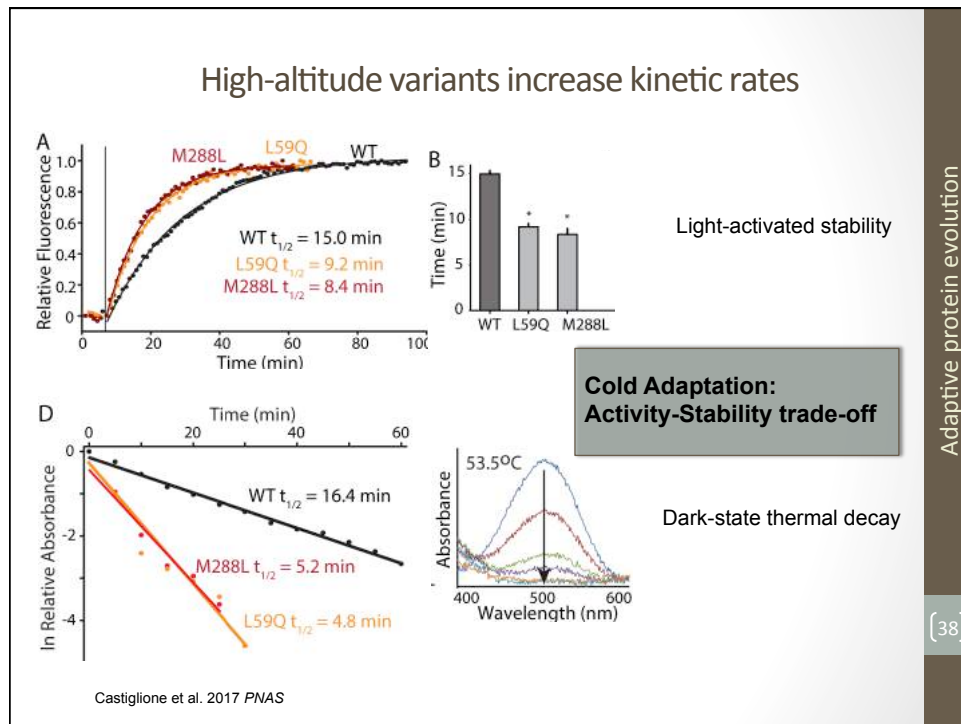 High-altitude variants increase kinetic rates
A
M288L
L59Q
WT
1.0
0.8
0.6
0.4
0.2
0
Relative Fluorescence
WT t1/2 = 15.0 min
L59Q t1/2 = 9.2 min
M288L t1/2 = 8.4 min
0 20 40 60 80 100
Time (min)
B
15
10
5
0
Time (min)
* *
WT L59Q M288L
Light-activated stability
Cold Adaptation:
Activity-Stability trade-off
D
Time (min)
0 20 40 60
0
-2
-4
ln Relative Absorbance
WT t1/2 = 16.4 min
M288L t1/2 = 5.2 min
L59Q t1/2 = 4.8 min
53.5ºC
Absorbance
400 500 600
Wavelength (nm)
Dark-state thermal decay
Castiglione et al. 2017 PNAS
Adaptive protein evolution
38